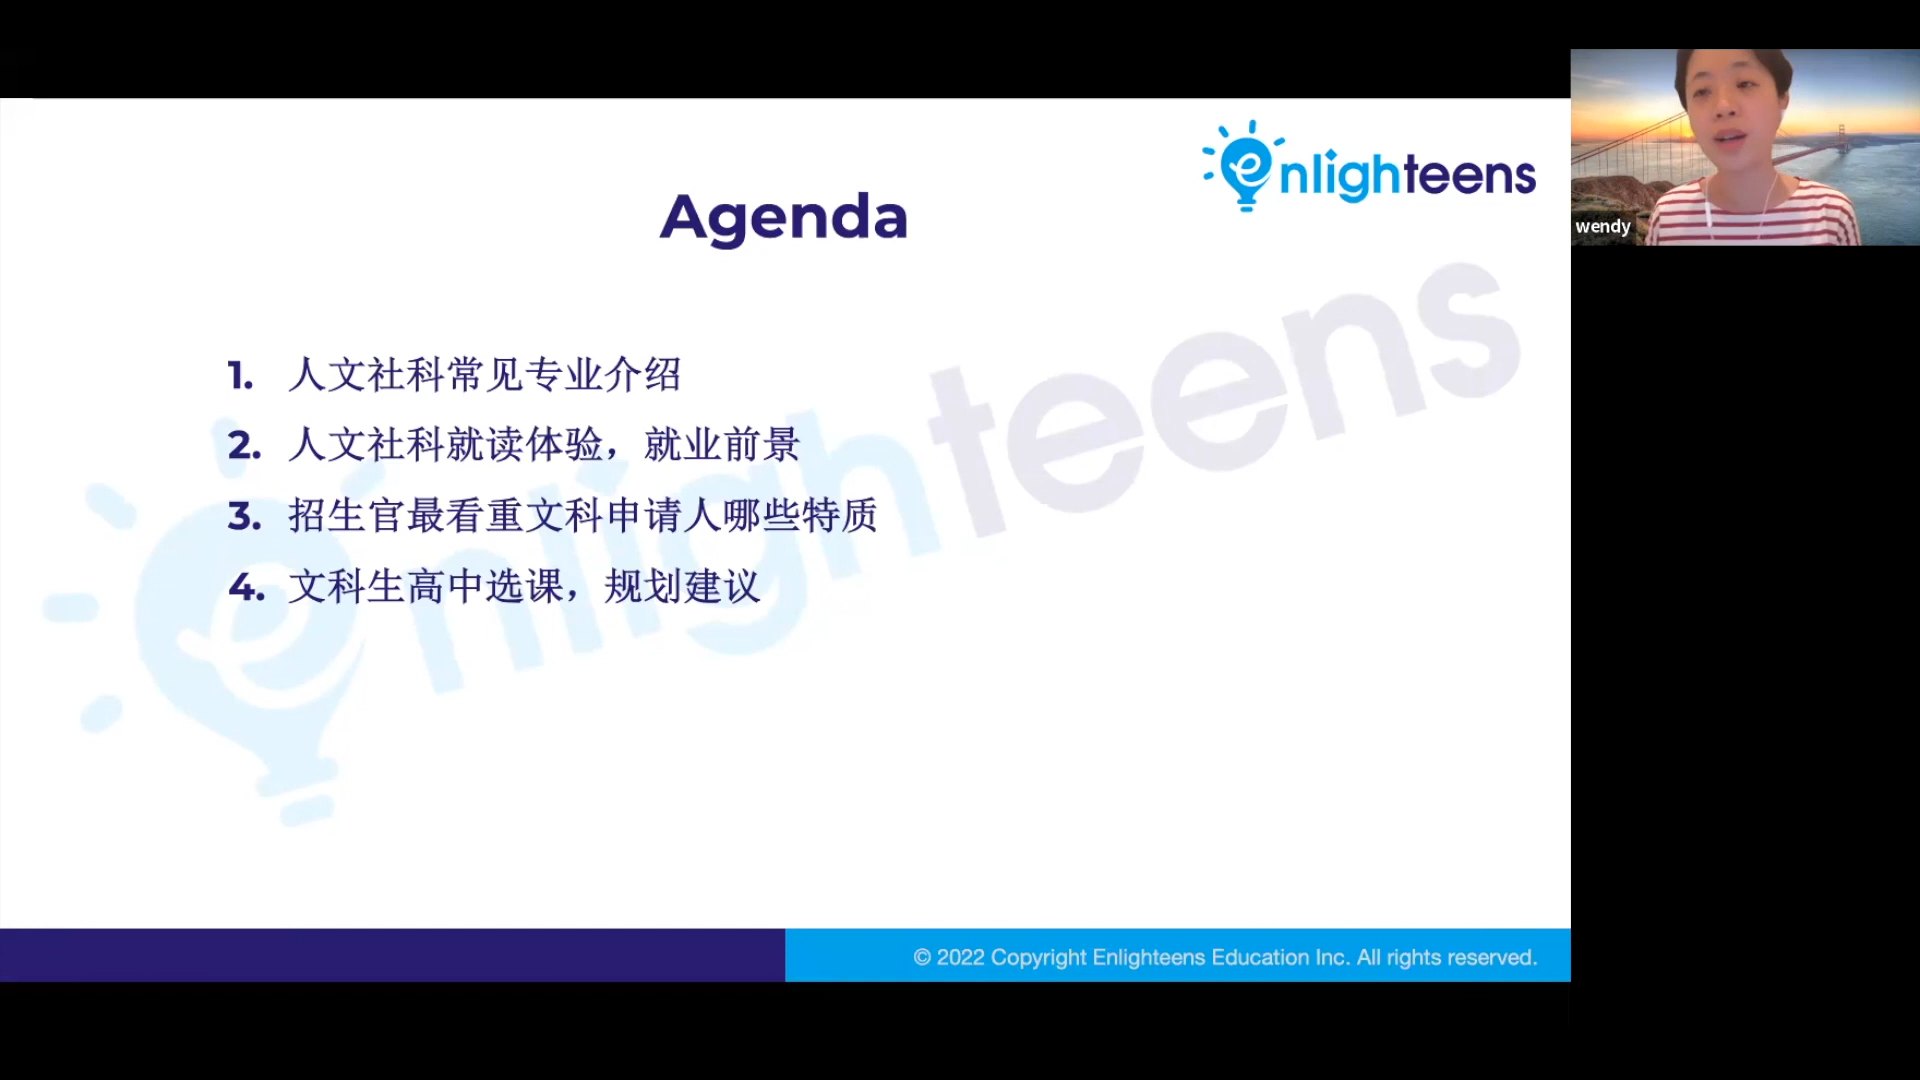 enlighteens
Agenda
wendy
1. 人文社科常见专业介绍
2. 人文社科就读体验，就业前景
3. 招生官最看重文科申请人哪些特质
4. 文科生高中选课，规划建议
enlighteens
© 2022 Copyright Enlighteens Education Inc. All rights reserved.